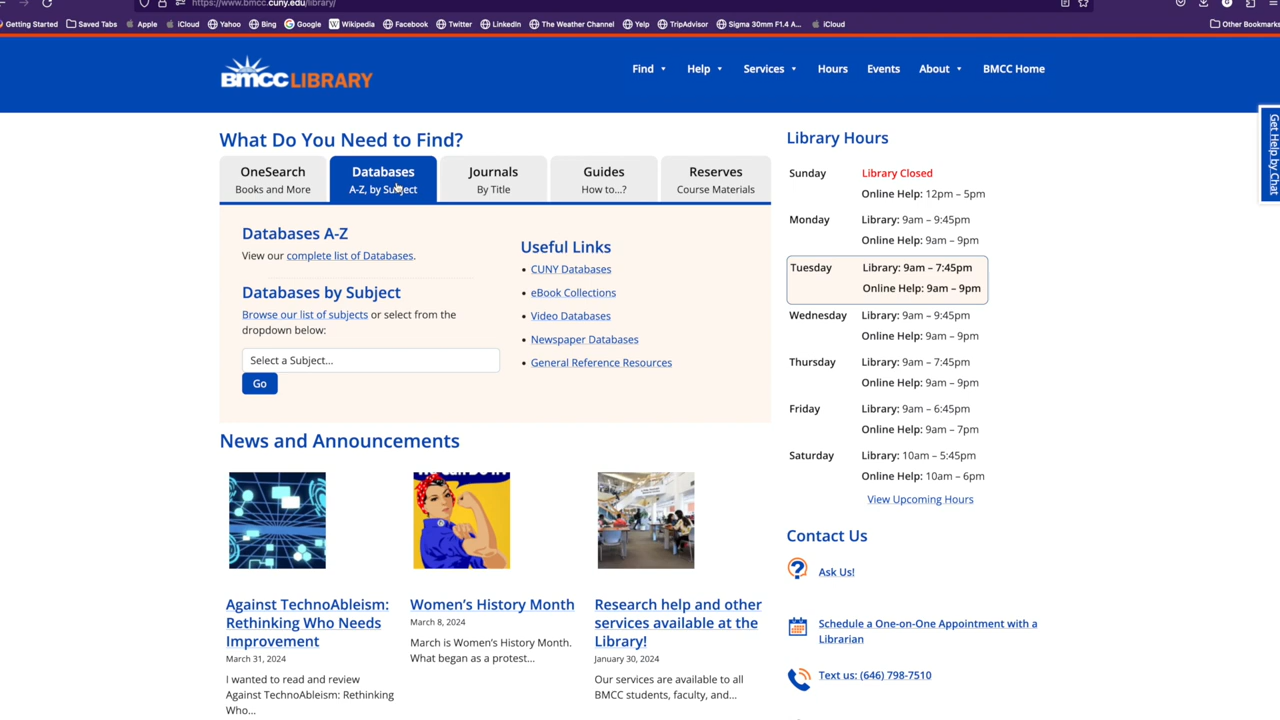 https://www.bmcc.cuny.edu/library/
Getting Started Saved Tabs Apple iCloud Yahoo Bing Google Wikipedia Facebook Twitter LinkedIn The Weather Channel Yelp TripAdvisor Sigma 30mm F1.4 A... iCloud Other Bookmarks
BMCC LIBRARY
Find Help Services Hours Events About BMCC Home
Get Help by Chat
What Do You Need to Find?
OneSearch
Books and More
Databases
A-Z, by Subject
Journals
By Title
Guides
How to...?
Reserves
Course Materials
Databases A-Z
View our complete list of Databases.
Databases by Subject
Browse our list of subjects or select from the
dropdown below:
Select a Subject...
Go
Useful Links
CUNY Databases
eBook Collections
Video Databases
Newspaper Databases
General Reference Resources
Library Hours
Sunday Library Closed
Online Help: 12pm – 5pm
Monday Library: 9am – 9:45pm
Online Help: 9am – 9pm
Tuesday Library: 9am – 7:45pm
Online Help: 9am – 9pm
Wednesday Library: 9am – 9:45pm
Online Help: 9am – 9pm
Thursday Library: 9am – 7:45pm
Online Help: 9am – 9pm
Friday Library: 9am – 6:45pm
Online Help: 9am – 7pm
Saturday Library: 10am – 5:45pm
Online Help: 10am – 6pm
View Upcoming Hours
Contact Us
Ask Us!
Schedule a One-on-One Appointment with a
Librarian
Text us: (646) 798-7510
News and Announcements
Against TechnoAbleism:
Rethinking Who Needs
Improvement
March 31, 2024
I wanted to read and review
Against TechnoAbleism: Rethinking
Who...
Women's History Month
March 8, 2024
March is Women's History Month.
What began as a protest...
Research help and other
services available at the
Library!
January 30, 2024
Our services are available to all
BMCC students, faculty, and...